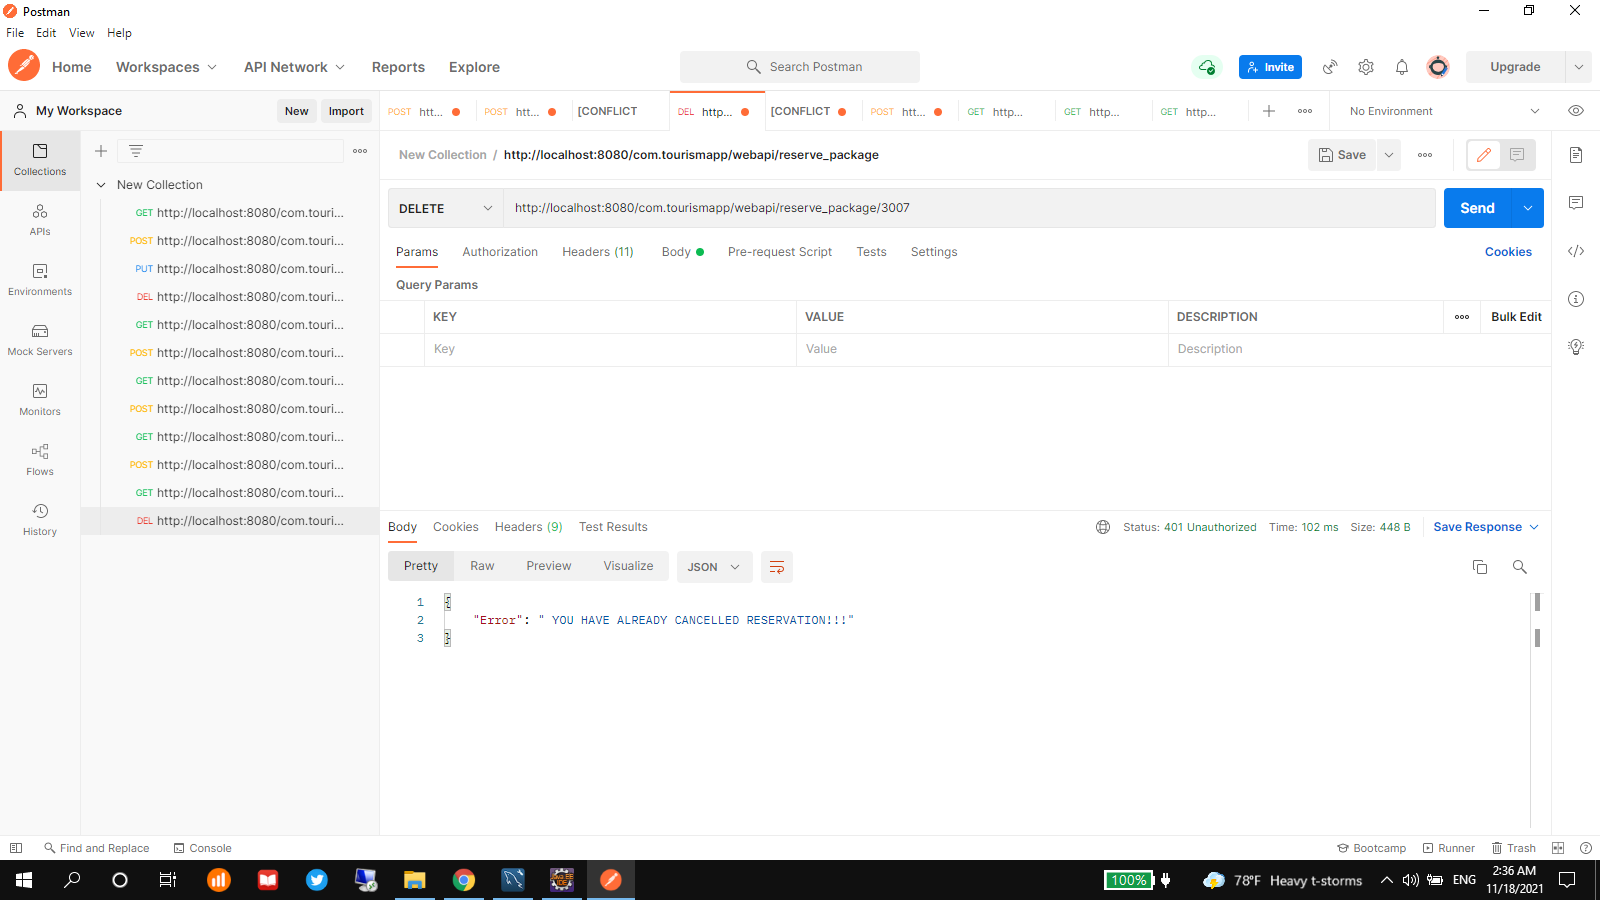 Postman
File Edit View Help
Home Workspaces API Network Reports Explore Search Postman Invite Upgrade
My Workspace New Import POST htt... POST htt... [CONFLICT DEL http... [CONFLICT POST htt... GET http... GET http... GET http... No Environment
New Collection / http://localhost:8080/com.tourismapp/webapi/reserve_package Save
Collections
New Collection
GET http://localhost:8080/com.touri...
POST http://localhost:8080/com.touri...
PUT http://localhost:8080/com.touri...
DEL http://localhost:8080/com.touri...
GET http://localhost:8080/com.touri...
POST http://localhost:8080/com.touri...
GET http://localhost:8080/com.touri...
POST http://localhost:8080/com.touri...
GET http://localhost:8080/com.touri...
POST http://localhost:8080/com.touri...
GET http://localhost:8080/com.touri...
DEL http://localhost:8080/com.touri...
APIs
Environments
Mock Servers
Monitors
Flows
History
DELETE http://localhost:8080/com.tourismapp/webapi/reserve_package/3007 Send
Params Authorization Headers (11) Body Pre-request Script Tests Settings Cookies
Query Params
KEY VALUE DESCRIPTION Bulk Edit
Key Value Description
Body Cookies Headers (9) Test Results Status: 401 Unauthorized Time: 102 ms Size: 448 B Save Response
Pretty Raw Preview Visualize JSON
1 {
2 "Error": " YOU HAVE ALREADY CANCELLED RESERVATION!!!"
3 }
Find and Replace Console Bootcamp Runner Trash
100% 78°F Heavy t-storms ENG 2:36 AM
11/18/2021